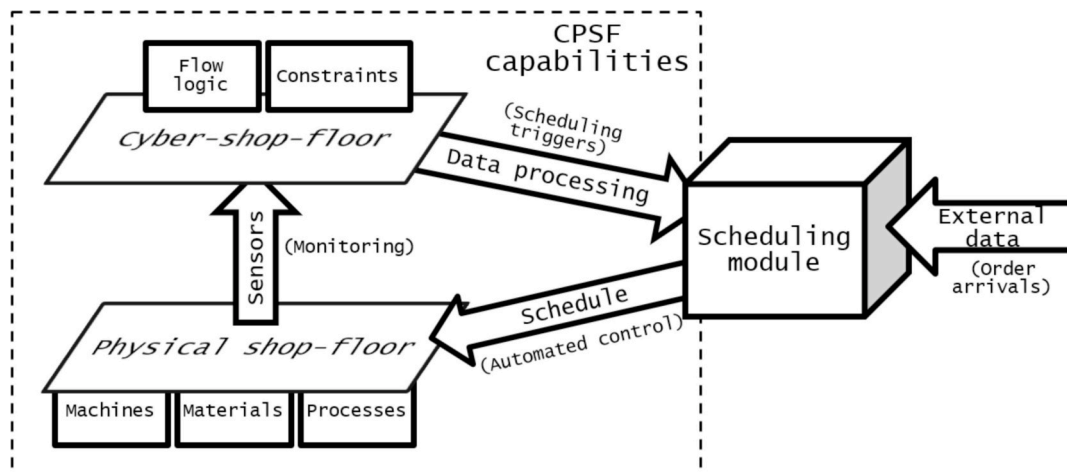 CPSF
capabilities
Flow
logic
Constraints
Cyber-shop-floor
(Scheduling
triggers)
Data processing
Sensors
(Monitoring)
Scheduling
module
External
data
(Order
arrivals)
Schedule
(Automated control)
Physical shop-floor
Machines
Materials
Processes